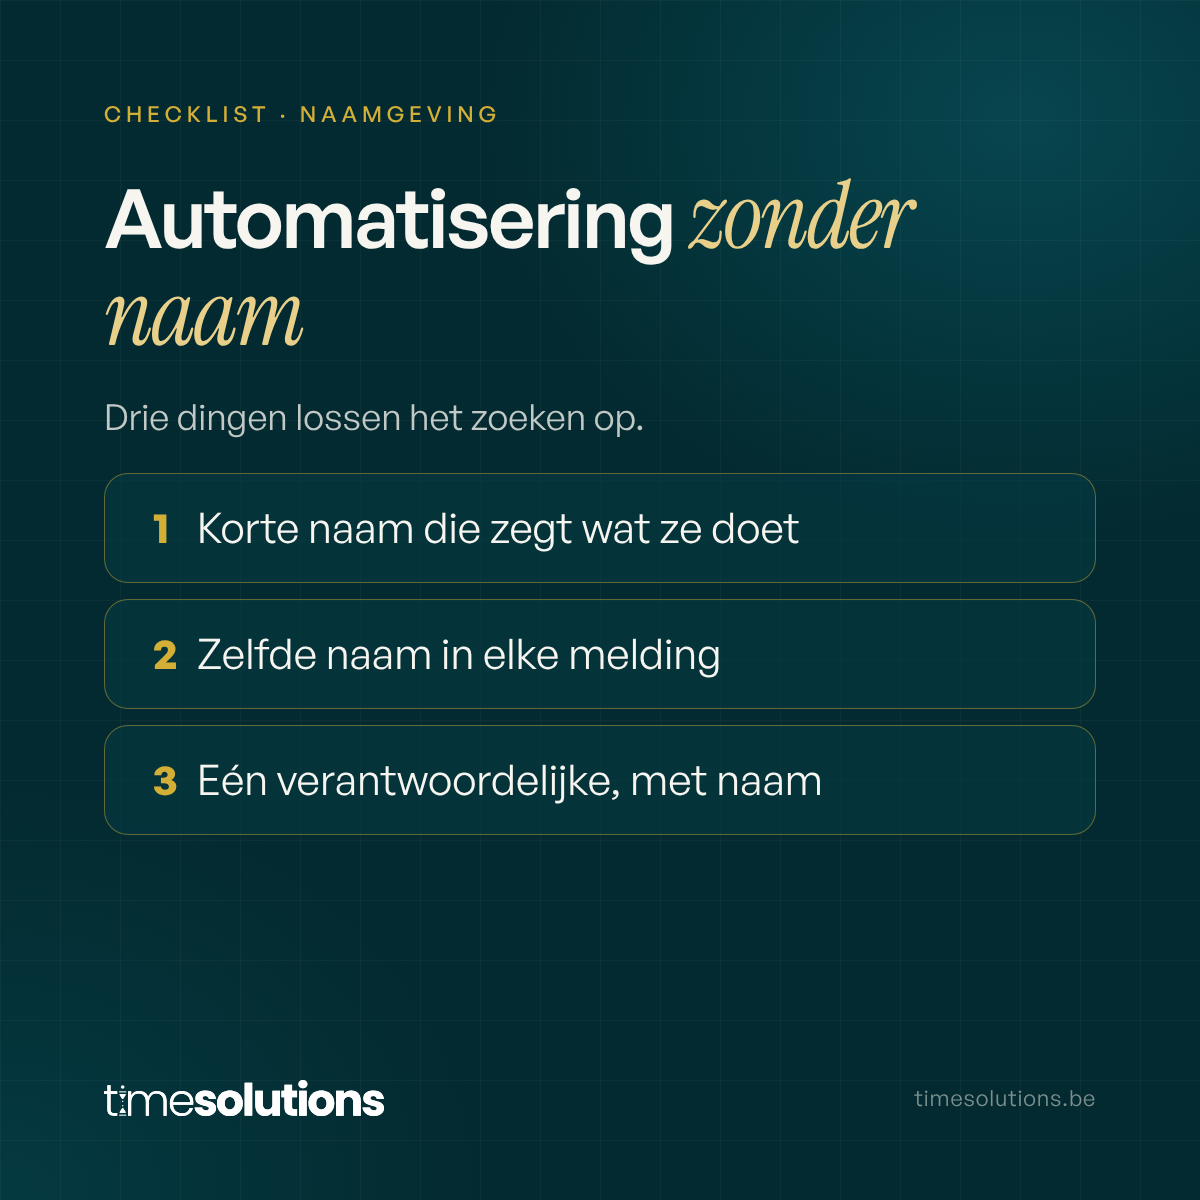 CHECKLIST · NAAMGEVING
Automatisering zonder
naam
Drie dingen lossen het zoeken op.
1 Korte naam die zegt wat ze doet
2 Zelfde naam in elke melding
3 Eén verantwoordelijke, met naam
timesolutions
timesolutions.be